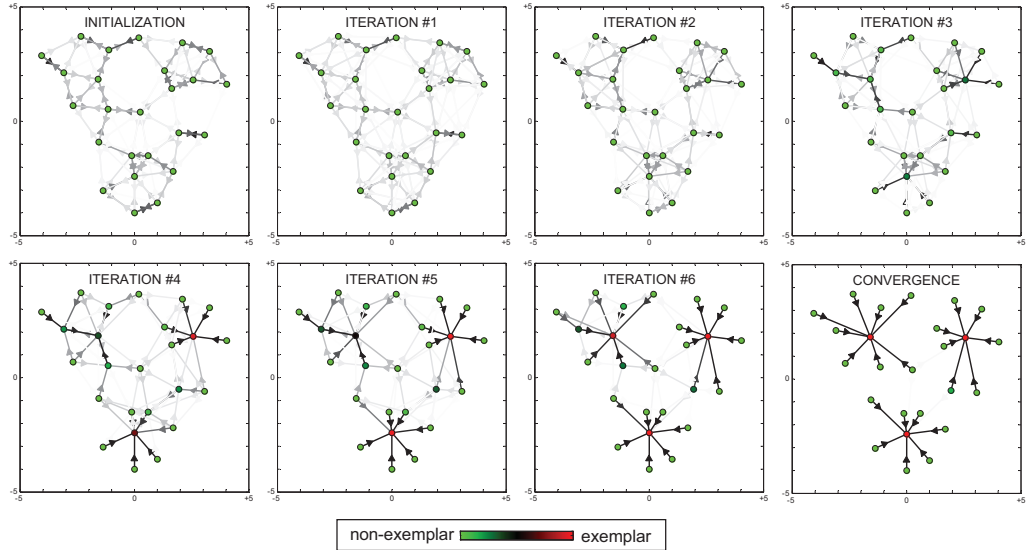 INITIALIZATION
ITERATION #1
ITERATION #2
ITERATION #3
+5
+5
+5
+5
0
0
0
0
-5
-5
-5
-5
-5 0 +5
-5 0 +5
-5 0 +5
-5 0 +5
ITERATION #4
ITERATION #5
ITERATION #6
CONVERGENCE
+5
+5
+5
+5
0
0
0
0
-5
-5
-5
-5
-5 0 +5
-5 0 +5
-5 0 +5
-5 0 +5
non-exemplar exemplar